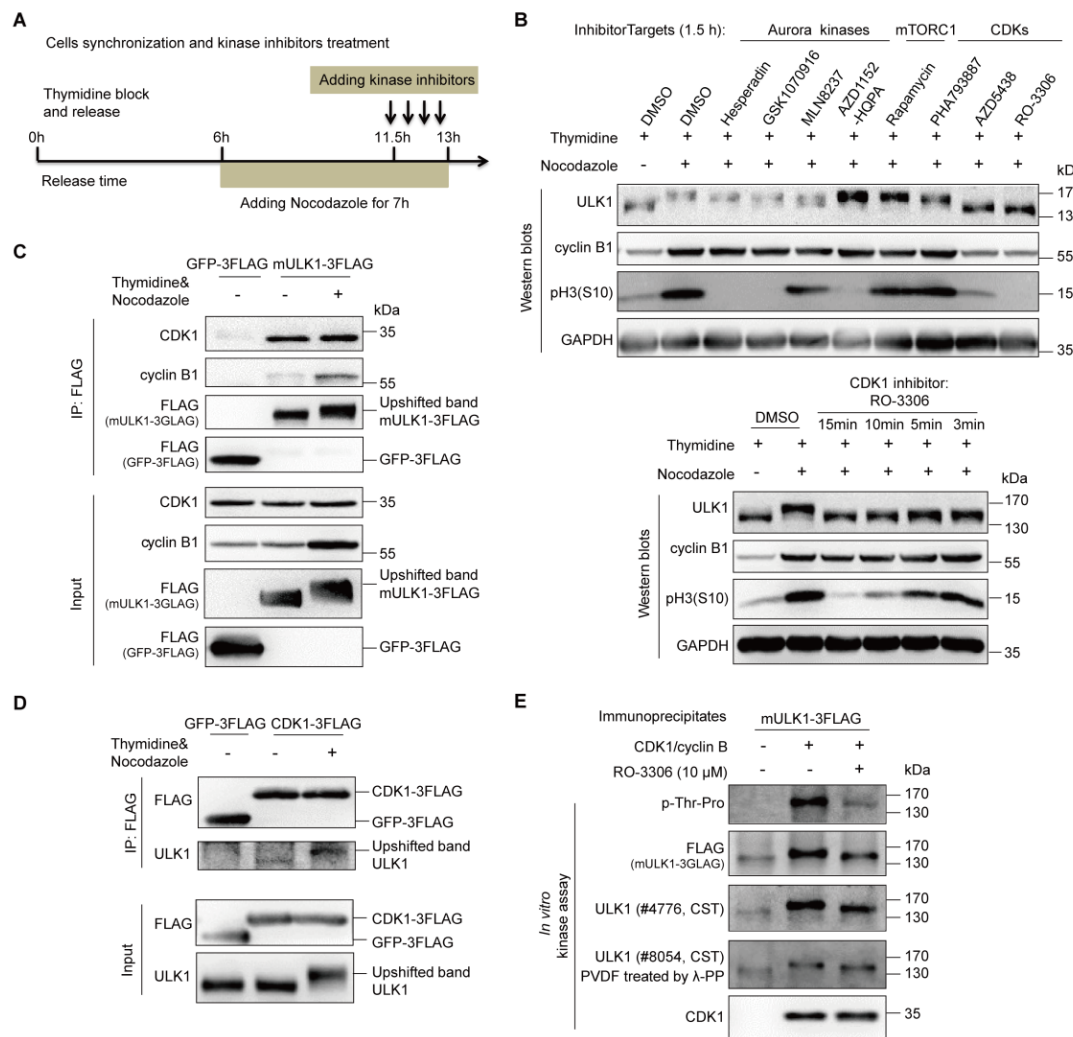 A
Cells synchronization and kinase inhibitors treatment
Adding kinase inhibitors
Thymidine block
and release
0h 6h 11.5h 13h
Release time
Adding Nocodazole for 7h
B
InhibitorTargets (1.5 h): Aurora kinases mTORC1 CDKs
DMSO DMSO Hesperadin GSK1070916 MLN8237 AZD1152 -HQPA Rapamycin PHA793887 AZD5438 RO-3306
Thymidine + + + + + + + + + +
Nocodazole - + + + + + + + + +
kD
ULK1 17
13
cyclin B1 55
pH3(S10) 15
GAPDH 35
Western blots
CDK1 inhibitor:
RO-3306
DMSO 15min 10min 5min 3min
Thymidine + + + + + +
Nocodazole - + + + + +
kDa
ULK1 170
130
cyclin B1 55
pH3(S10) 15
GAPDH 35
Western blots
C
GFP-3FLAG mULK1-3FLAG
Thymidine&
Nocodazole - - +
kDa
CDK1 35
cyclin B1 55
FLAG
(mULK1-3GLAG)
Upshifted band
mULK1-3FLAG
FLAG
(GFP-3FLAG) GFP-3FLAG
IP: FLAG
CDK1 35
cyclin B1 55
FLAG
(mULK1-3GLAG)
Upshifted band
mULK1-3FLAG
FLAG
(GFP-3FLAG) GFP-3FLAG
Input
D
GFP-3FLAG CDK1-3FLAG
Thymidine&
Nocodazole - - +
FLAG CDK1-3FLAG
GFP-3FLAG
ULK1 Upshifted band
ULK1
IP: FLAG
FLAG CDK1-3FLAG
GFP-3FLAG
ULK1 Upshifted band
ULK1
Input
E
Immunoprecipitates mULK1-3FLAG
CDK1/cyclin B - + +
RO-3306 (10 μM) - - +
kDa
p-Thr-Pro 170
130
FLAG
(mULK1-3GLAG) 170
130
ULK1 (#4776, CST) 170
130
ULK1 (#8054, CST)
PVDF treated by λ-PP 170
130
CDK1 35
In vitro
kinase assay